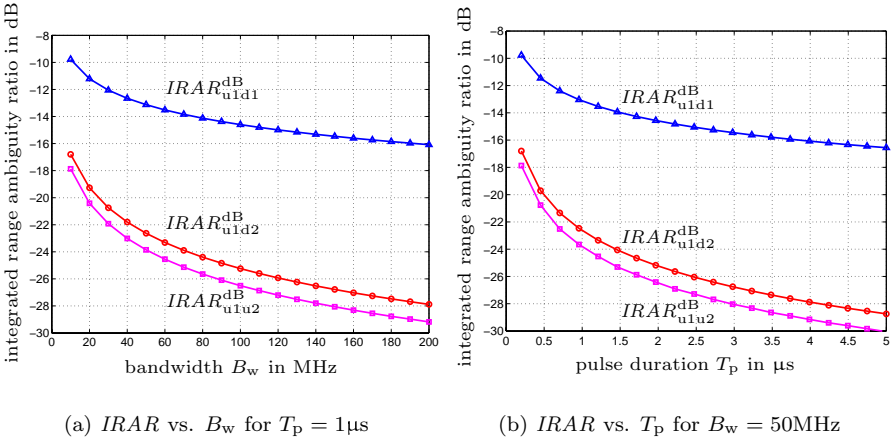 integrated range ambiguity ratio in dB
−8
−10
−12
−14
−16
−18
−20
−22
−24
−26
−28
−30
0 20 40 60 80 100 120 140 160 180 200
IRAR^dB_u1d1
IRAR^dB_u1d2
IRAR^dB_u1u2
bandwidth B_w in MHz
(a) IRAR vs. B_w for T_p = 1µs
integrated range ambiguity ratio in dB
−8
−10
−12
−14
−16
−18
−20
−22
−24
−26
−28
−30
0 0.5 1 1.5 2 2.5 3 3.5 4 4.5 5
IRAR^dB_u1d1
IRAR^dB_u1d2
IRAR^dB_u1u2
pulse duration T_p in µs
(b) IRAR vs. T_p for B_w = 50MHz